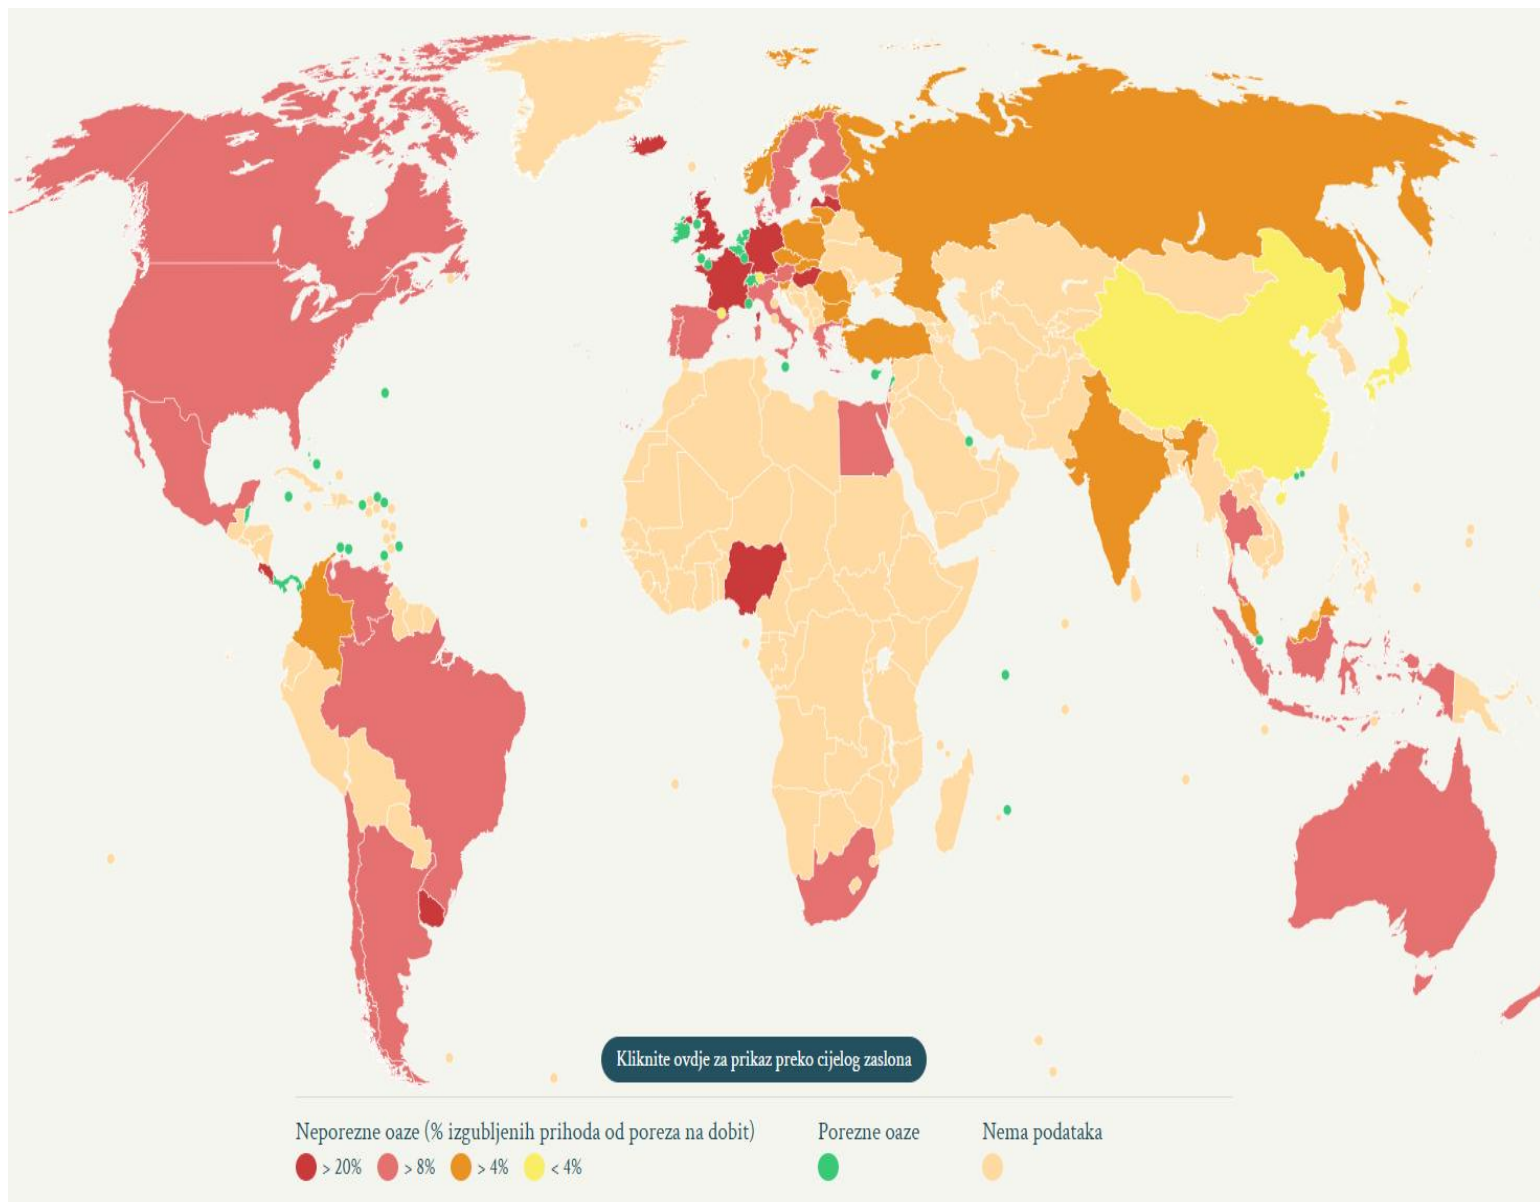 Kliknite ovdje za prikaz preko cijelog zaslona
Neporezne oaze (% izgubljenih prihoda od poreza na dobit)
> 20% > 8% > 4% < 4%
Porezne oaze
Nema podataka